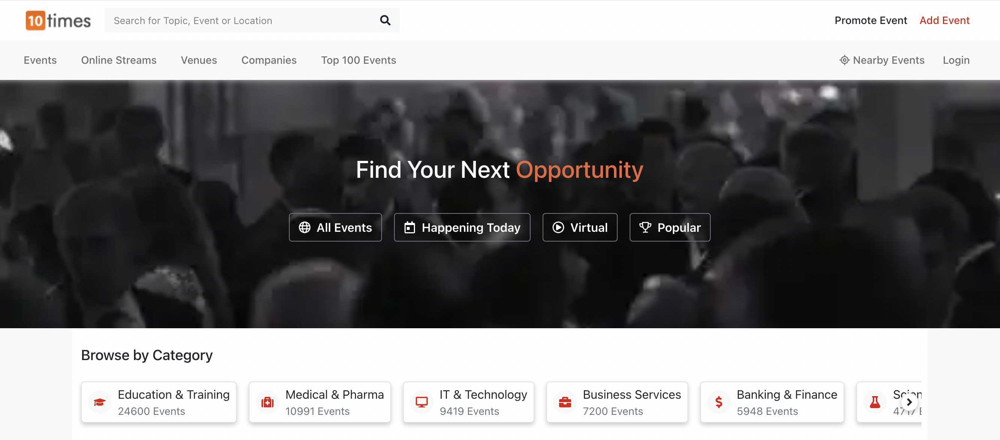 10times
Search for Topic, Event or Location
Promote Event
Add Event
Events
Online Streams
Venues
Companies
Top 100 Events
Nearby Events
Login
Find Your Next Opportunity
All Events
Happening Today
Virtual
Popular
Browse by Category
Education & Training
24600 Events
Medical & Pharma
10991 Events
IT & Technology
9419 Events
Business Services
7200 Events
Banking & Finance
5948 Events